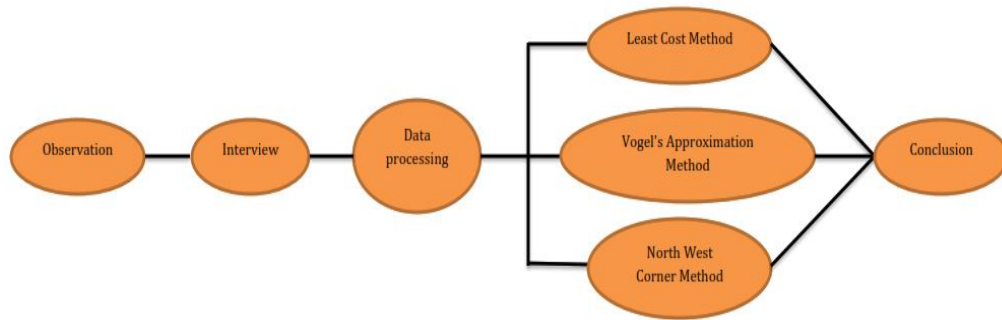 Observation
Interview
Data
processing
Least Cost Method
Vogel's Approximation
Method
North West
Corner Method
Conclusion